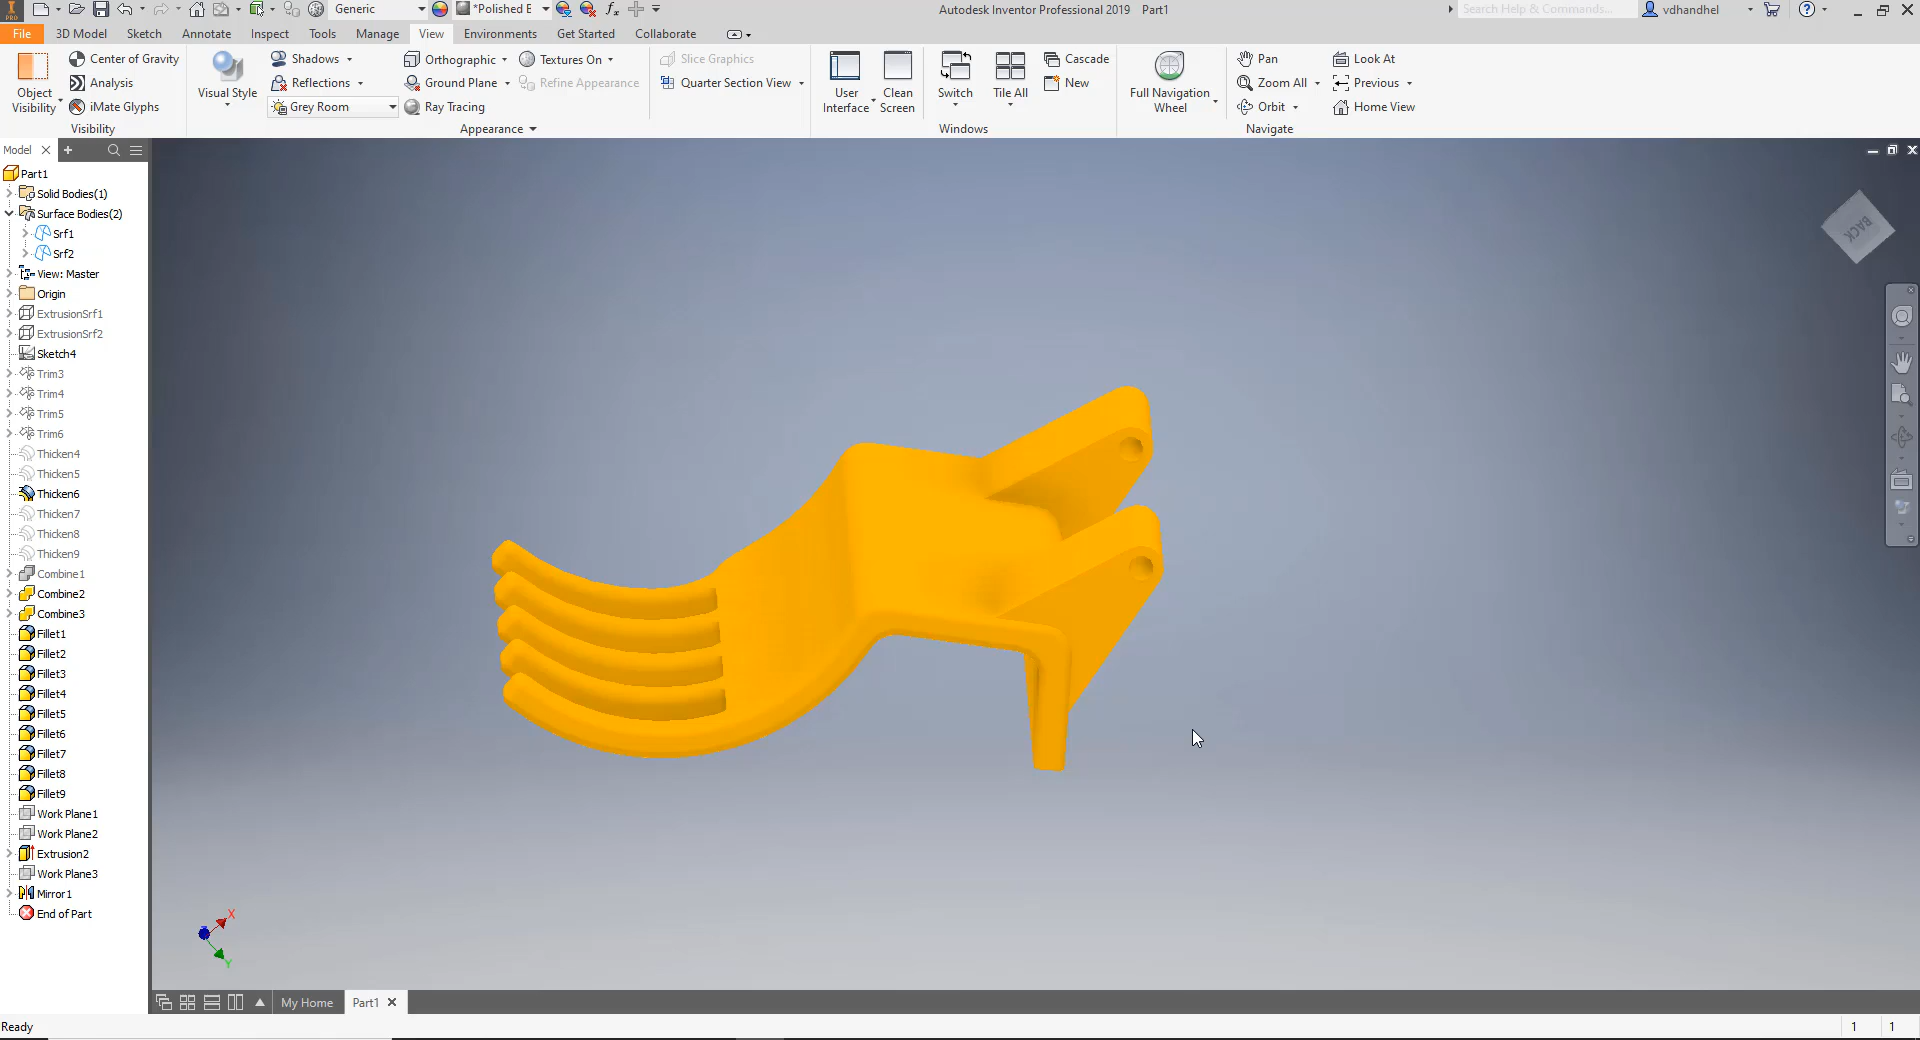 Generic
*Polished E
Autodesk Inventor Professional 2019 Part1
Search Help & Commands...
vdhandhel
PRO
File 3D Model Sketch Annotate Inspect Tools Manage View Environments Get Started Collaborate
Object Visibility
Center of Gravity
Analysis
iMate Glyphs
Visibility
Visual Style
Shadows
Reflections
Grey Room
Orthographic
Ground Plane
Ray Tracing
Textures On
Refine Appearance
Appearance
Slice Graphics
Quarter Section View
User Interface
Clean Screen
Switch
Tile All
Cascade
New
Windows
Full Navigation Wheel
Pan
Zoom All
Orbit
Look At
Previous
Home View
Navigate
Model
Part1
Solid Bodies(1)
Surface Bodies(2)
Srf1
Srf2
View: Master
Origin
ExtrusionSrf1
ExtrusionSrf2
Sketch4
Trim3
Trim4
Trim5
Trim6
Thicken4
Thicken5
Thicken6
Thicken7
Thicken8
Thicken9
Combine1
Combine2
Combine3
Fillet1
Fillet2
Fillet3
Fillet4
Fillet5
Fillet6
Fillet7
Fillet8
Fillet9
Work Plane1
Work Plane2
Extrusion2
Work Plane3
Mirror1
End of Part
BACK
X
Y
My Home
Part1
Ready
1 1